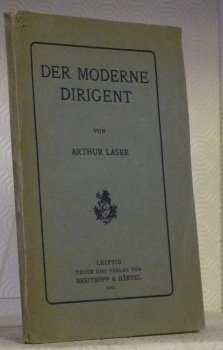 DER MODERNE
DIRIGENT
VON
ARTHUR LASER
LEIPZIG
DRUCK UND VERLAG VON
BREITKOPF & HÄRTEL